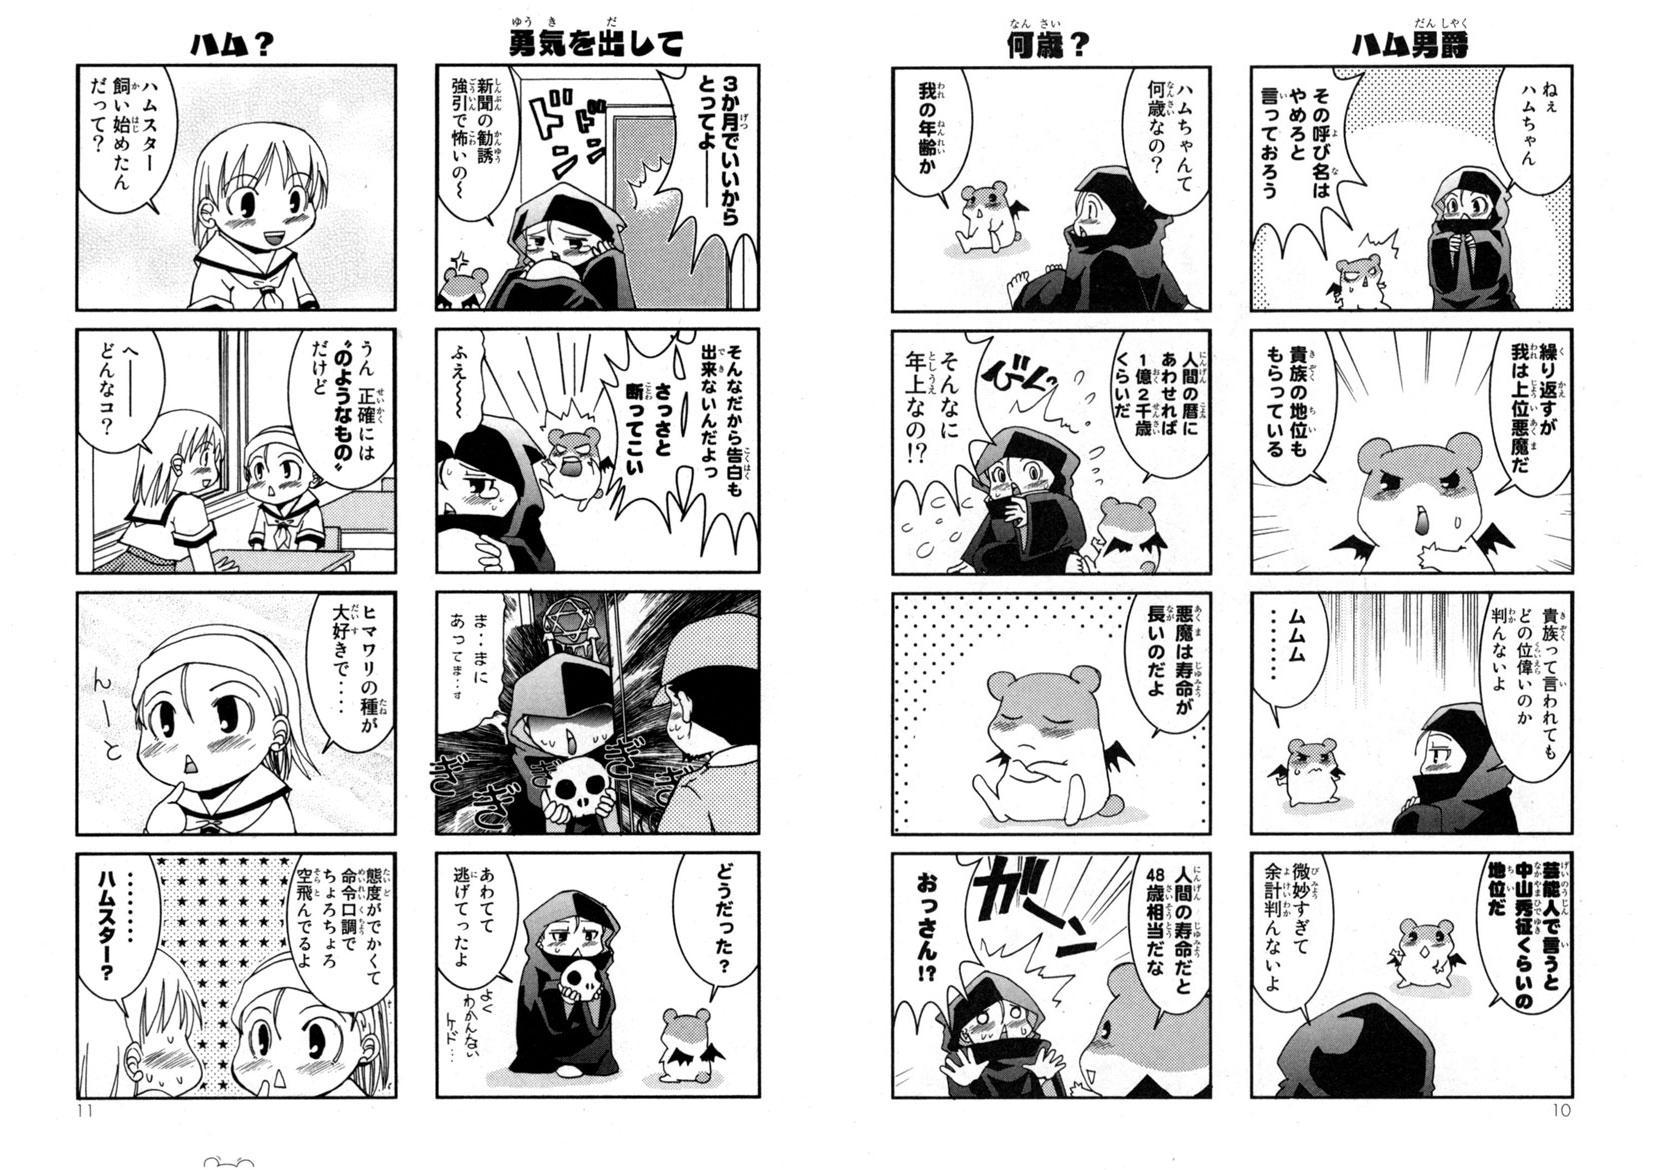 ハム男爵
ねぇ
ハムちゃん
その呼び名は
やめろと
言っておろう
繰り返すが
我は上位悪魔だ
貴族の地位も
もらっている
貴族って言われても
どの位偉いのか
判んないよ
ムムム
・・・・・・
芸能人で言うと
中山秀征くらいの
地位だ
微妙すぎて
余計判んないよ
何歳？
ハムちゃんて
何歳なの？
我の年齢か
人間の暦に
あわせれば
1億2千歳
くらいだ
びーん
そんなに
年上なの!?
悪魔は寿命が
長いのだよ
人間の寿命だと
48歳相当だな
ガーン
おっさん!?
10
勇気を出して
3か月でいいから
とってよ――
ドンドン
新聞の勧誘
強引で怖いの～
そんなだから告白も
出来ないんだよっ
さっさと
断ってこい
ふえ～～
ま‥まに
あってま‥す
ぎざ
ぎざ
ぎざ
ぎざ
ぎざ
どうだった？
あわてて
逃げてったよ
よく
わかんない
ケド…
ハム？
ハムスター
飼い始めたん
だって？
うん 正確には
〝のようなもの〟
だけど
へ――
どんなコ？
ヒマワリの種が
大好きで・・・・
んーと
態度がでかくて
命令口調で
ちょろちょろ
空飛んでるよ
・・・・・・・
ハムスター？
11